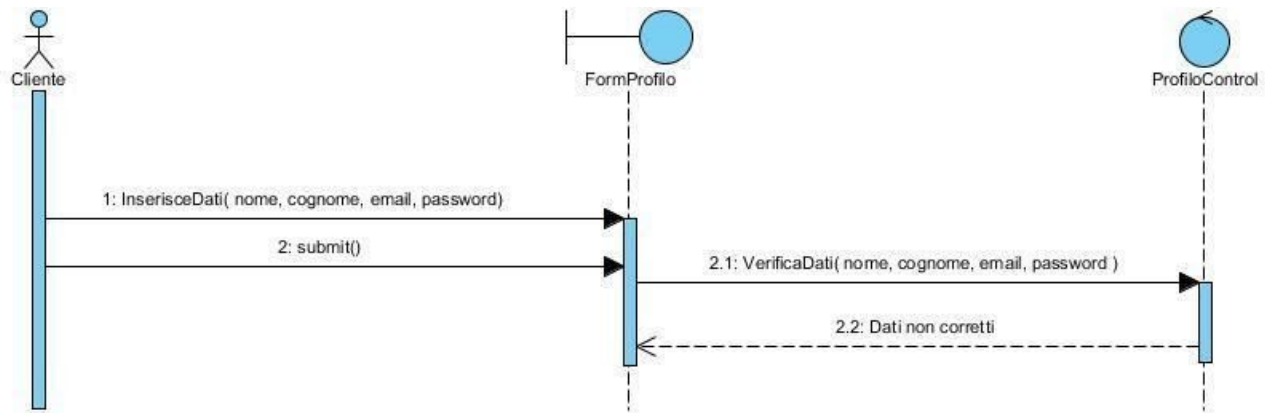 Cliente
FormProfilo
ProfiloControl
1: InserisceDati( nome, cognome, email, password)
2: submit()
2.1: VerificaDati( nome, cognome, email, password )
2.2: Dati non corretti